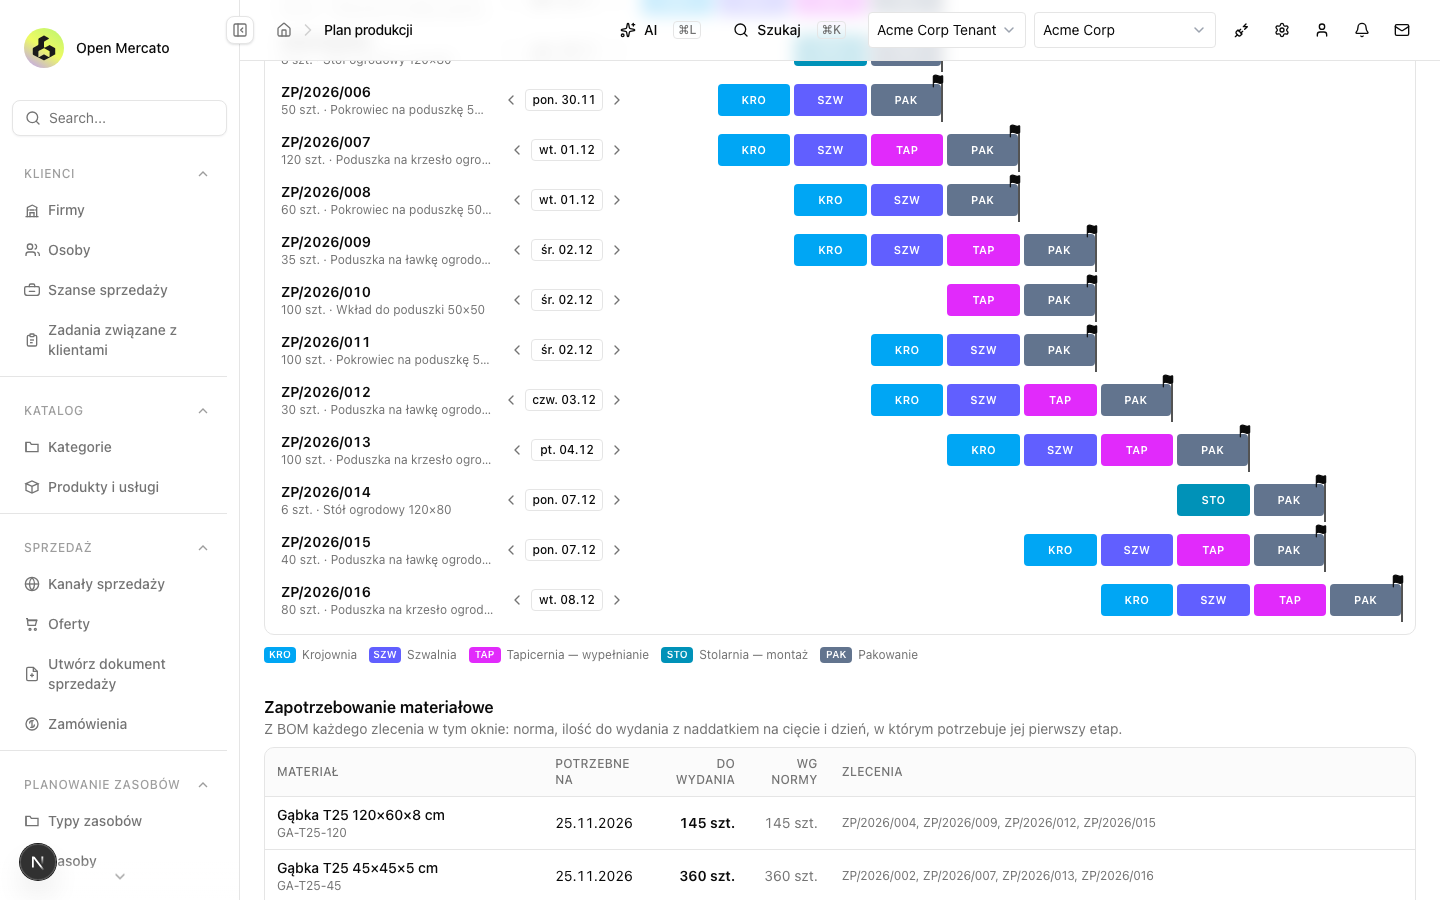 Open Mercato
Search...
KLIENCI
Firmy
Osoby
Szanse sprzedaży
Zadania związane z
klientami
KATALOG
Kategorie
Produkty i usługi
SPRZEDAŻ
Kanały sprzedaży
Oferty
Utwórz dokument
sprzedaży
Zamówienia
PLANOWANIE ZASOBÓW
Typy zasobów
asoby
N
Plan produkcji
AI ⌘L
Szukaj ⌘K
Acme Corp Tenant
Acme Corp
8 szt. · Stół ogrodowy 120×80
ZP/2026/006
50 szt. · Pokrowiec na poduszkę 5...
pon. 30.11
KRO SZW PAK
ZP/2026/007
120 szt. · Poduszka na krzesło ogro...
wt. 01.12
KRO SZW TAP PAK
ZP/2026/008
60 szt. · Pokrowiec na poduszkę 50...
wt. 01.12
KRO SZW PAK
ZP/2026/009
35 szt. · Poduszka na ławkę ogrodo...
śr. 02.12
KRO SZW TAP PAK
ZP/2026/010
100 szt. · Wkład do poduszki 50×50
śr. 02.12
TAP PAK
ZP/2026/011
100 szt. · Pokrowiec na poduszkę 5...
śr. 02.12
KRO SZW PAK
ZP/2026/012
30 szt. · Poduszka na ławkę ogrodo...
czw. 03.12
KRO SZW TAP PAK
ZP/2026/013
100 szt. · Poduszka na krzesło ogro...
pt. 04.12
KRO SZW TAP PAK
ZP/2026/014
6 szt. · Stół ogrodowy 120×80
pon. 07.12
STO PAK
ZP/2026/015
40 szt. · Poduszka na ławkę ogrodo...
pon. 07.12
KRO SZW TAP PAK
ZP/2026/016
80 szt. · Poduszka na krzesło ogrod...
wt. 08.12
KRO SZW TAP PAK
KRO Krojownia SZW Szwalnia TAP Tapicernia — wypełnianie STO Stolarnia — montaż PAK Pakowanie
Zapotrzebowanie materiałowe
Z BOM każdego zlecenia w tym oknie: norma, ilość do wydania z naddatkiem na cięcie i dzień, w którym potrzebuje jej pierwszy etap.
MATERIAŁ
POTRZEBNE
NA
DO
WYDANIA
WG
NORMY
ZLECENIA
Gąbka T25 120×60×8 cm
GA-T25-120
25.11.2026
145 szt.
145 szt.
ZP/2026/004, ZP/2026/009, ZP/2026/012, ZP/2026/015
Gąbka T25 45×45×5 cm
GA-T25-45
25.11.2026
360 szt.
360 szt.
ZP/2026/002, ZP/2026/007, ZP/2026/013, ZP/2026/016